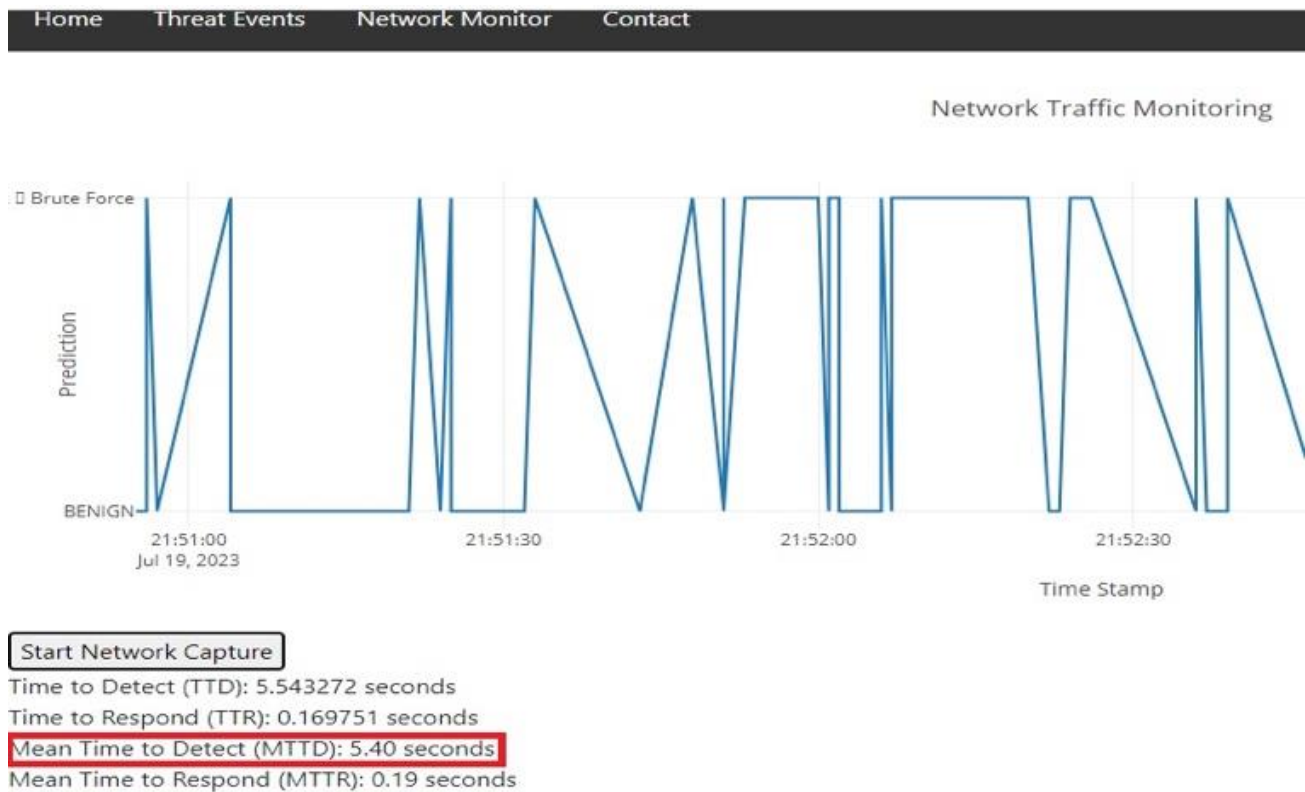 Home Threat Events Network Monitor Contact
Network Traffic Monitoring
Brute Force
Prediction
BENIGN
21:51:00 21:51:30 21:52:00 21:52:30
Jul 19, 2023
Time Stamp
Start Network Capture
Time to Detect (TTD): 5.543272 seconds
Time to Respond (TTR): 0.169751 seconds
Mean Time to Detect (MTTD): 5.40 seconds
Mean Time to Respond (MTTR): 0.19 seconds